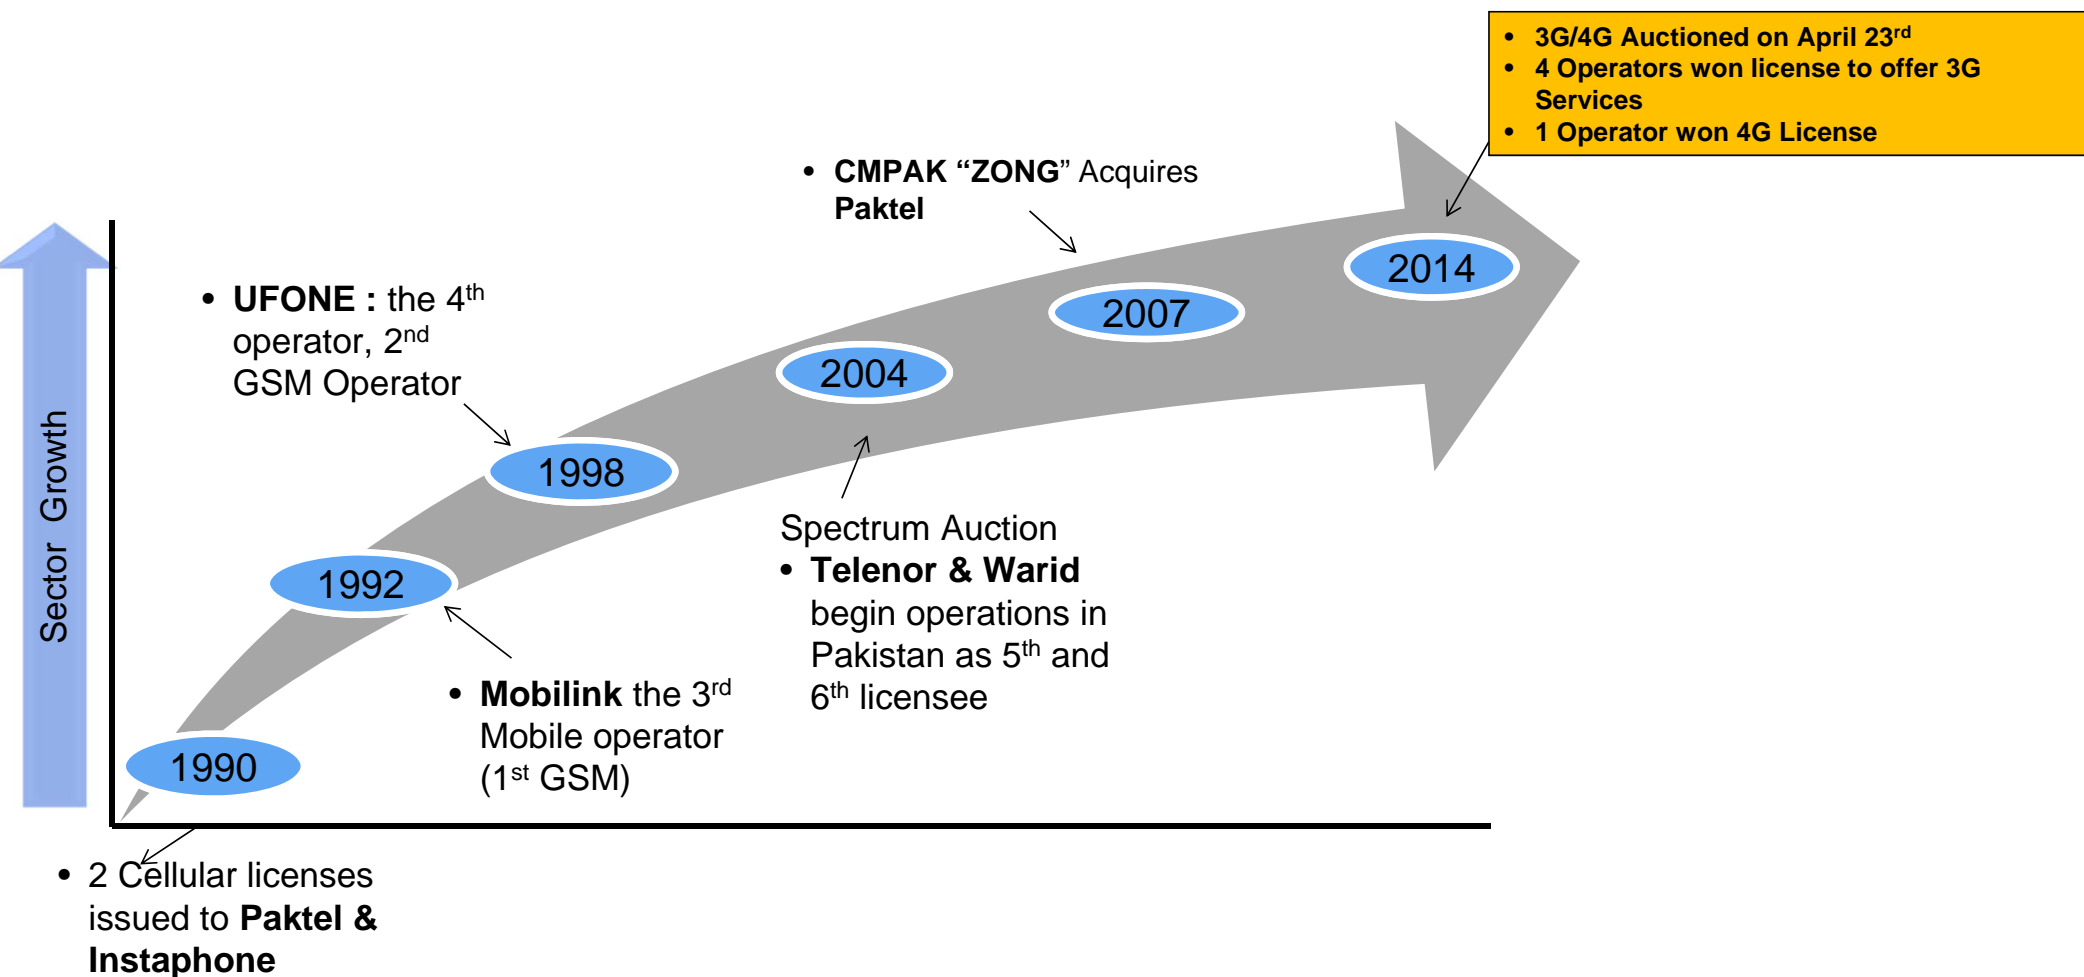 • 3G/4G Auctioned on April 23rd
• 4 Operators won license to offer 3G
Services
• 1 Operator won 4G License
• CMPAK “ZONG” Acquires
Paktel
• UFONE : the 4th
operator, 2nd
GSM Operator
2014
2007
2004
1998
1992
1990
Sector Growth
Spectrum Auction
• Telenor & Warid
begin operations in
Pakistan as 5th and
6th licensee
• Mobilink the 3rd
Mobile operator
(1st GSM)
• 2 Cellular licenses
issued to Paktel &
Instaphone